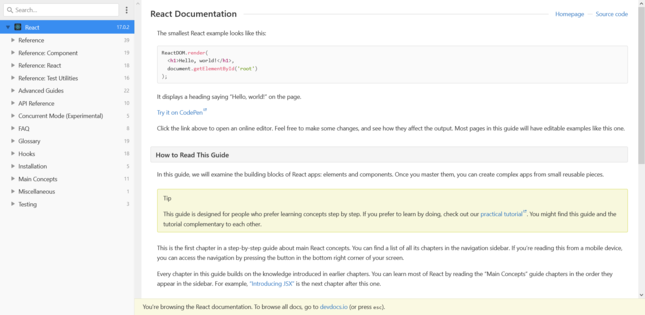 Search...
React 17.0.2
Reference 39
Reference: Component 19
Reference: React 18
Reference: Test Utilities 16
Advanced Guides 22
API Reference 10
Concurrent Mode (Experimental) 5
FAQ 8
Glossary 19
Hooks 18
Installation 5
Main Concepts 11
Miscellaneous 1
Testing 3
React Documentation
Homepage
Source code
The smallest React example looks like this:
ReactDOM.render(
<h1>Hello, world!</h1>,
document.getElementById('root')
);
It displays a heading saying "Hello, world!" on the page.
Try it on CodePen
Click the link above to open an online editor. Feel free to make some changes, and see how they affect the output. Most pages in this guide will have editable examples like this one.
How to Read This Guide
In this guide, we will examine the building blocks of React apps: elements and components. Once you master them, you can create complex apps from small reusable pieces.
Tip
This guide is designed for people who prefer learning concepts step by step. If you prefer to learn by doing, check out our practical tutorial. You might find this guide and the
tutorial complementary to each other.
This is the first chapter in a step-by-step guide about main React concepts. You can find a list of all its chapters in the navigation sidebar. If you're reading this from a mobile device,
you can access the navigation by pressing the button in the bottom right corner of your screen.
Every chapter in this guide builds on the knowledge introduced in earlier chapters. You can learn most of React by reading the "Main Concepts" guide chapters in the order they
appear in the sidebar. For example, "Introducing JSX" is the next chapter after this one.
You're browsing the React documentation. To browse all docs, go to devdocs.io (or press esc).